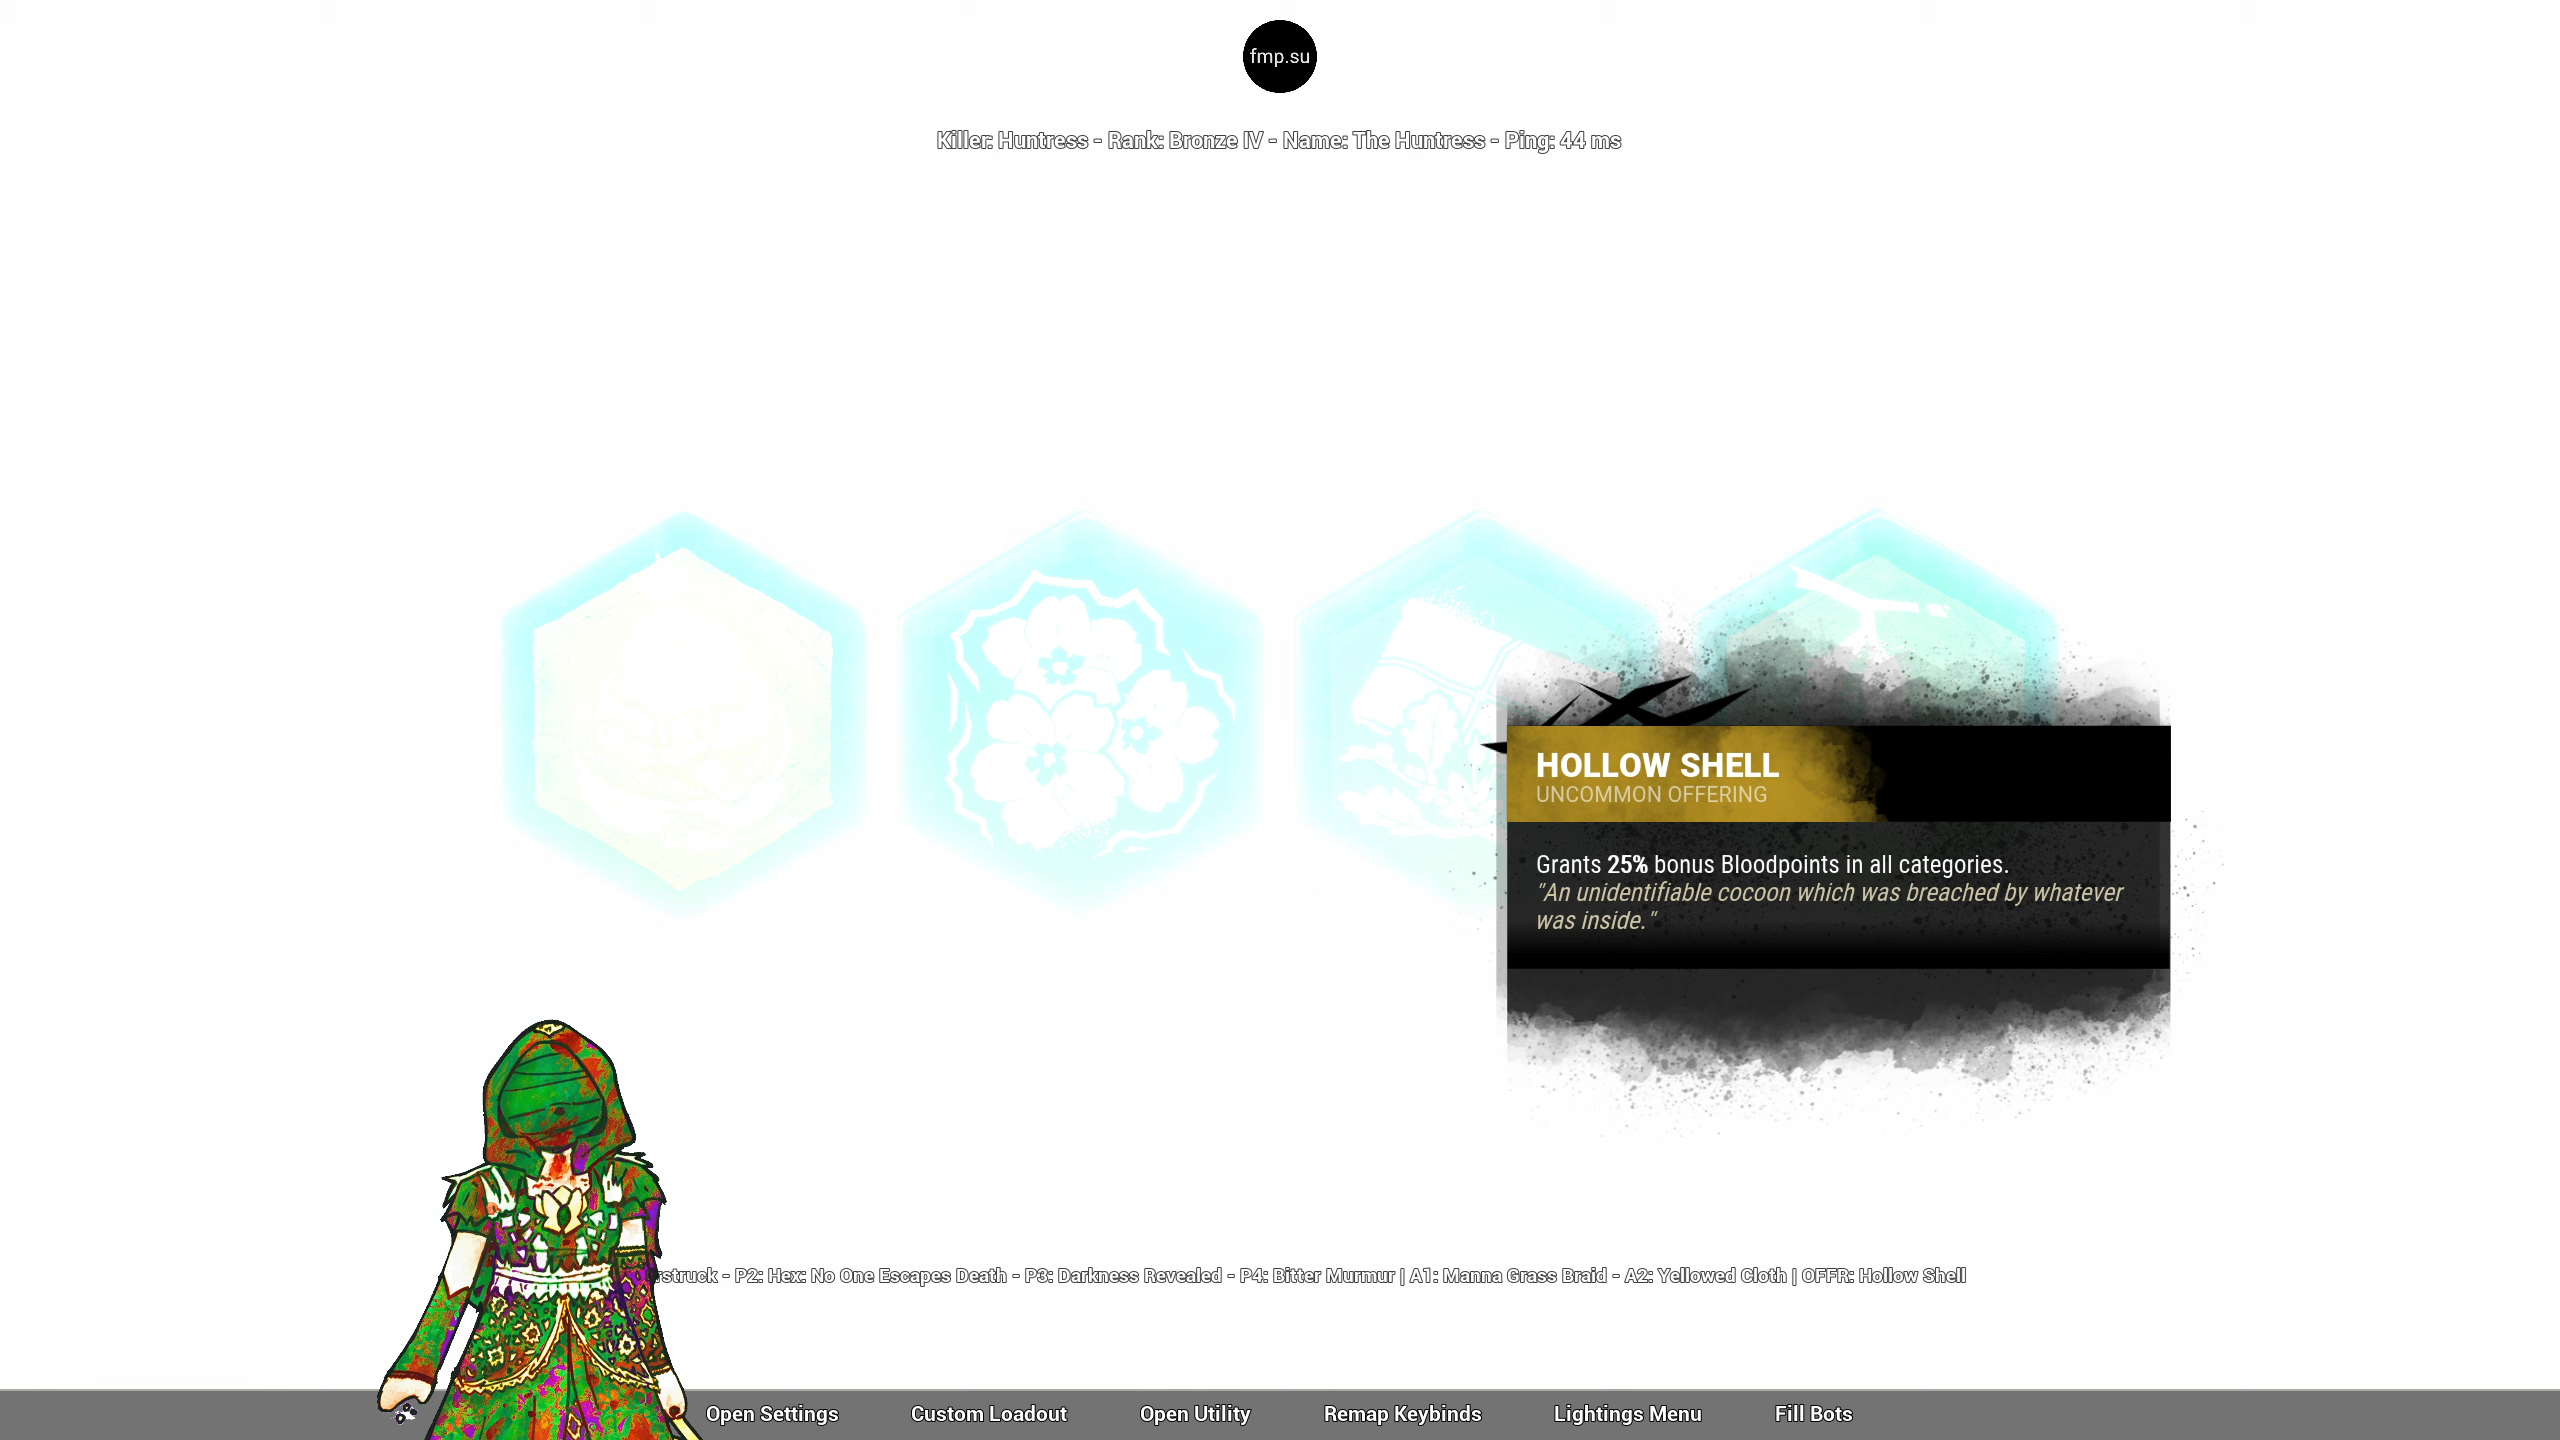 fmp.su
Killer: Huntress - Rank: Bronze IV - Name: The Huntress - Ping: 44 ms
HOLLOW SHELL
UNCOMMON OFFERING
Grants 25% bonus Bloodpoints in all categories.
"An unidentifiable cocoon which was breached by whatever
was inside."
rstruck - P2: Hex: No One Escapes Death - P3: Darkness Revealed - P4: Bitter Murmur | A1: Manna Grass Braid - A2: Yellowed Cloth | OFFR: Hollow Shell
Open Settings
Custom Loadout
Open Utility
Remap Keybinds
Lightings Menu
Fill Bots